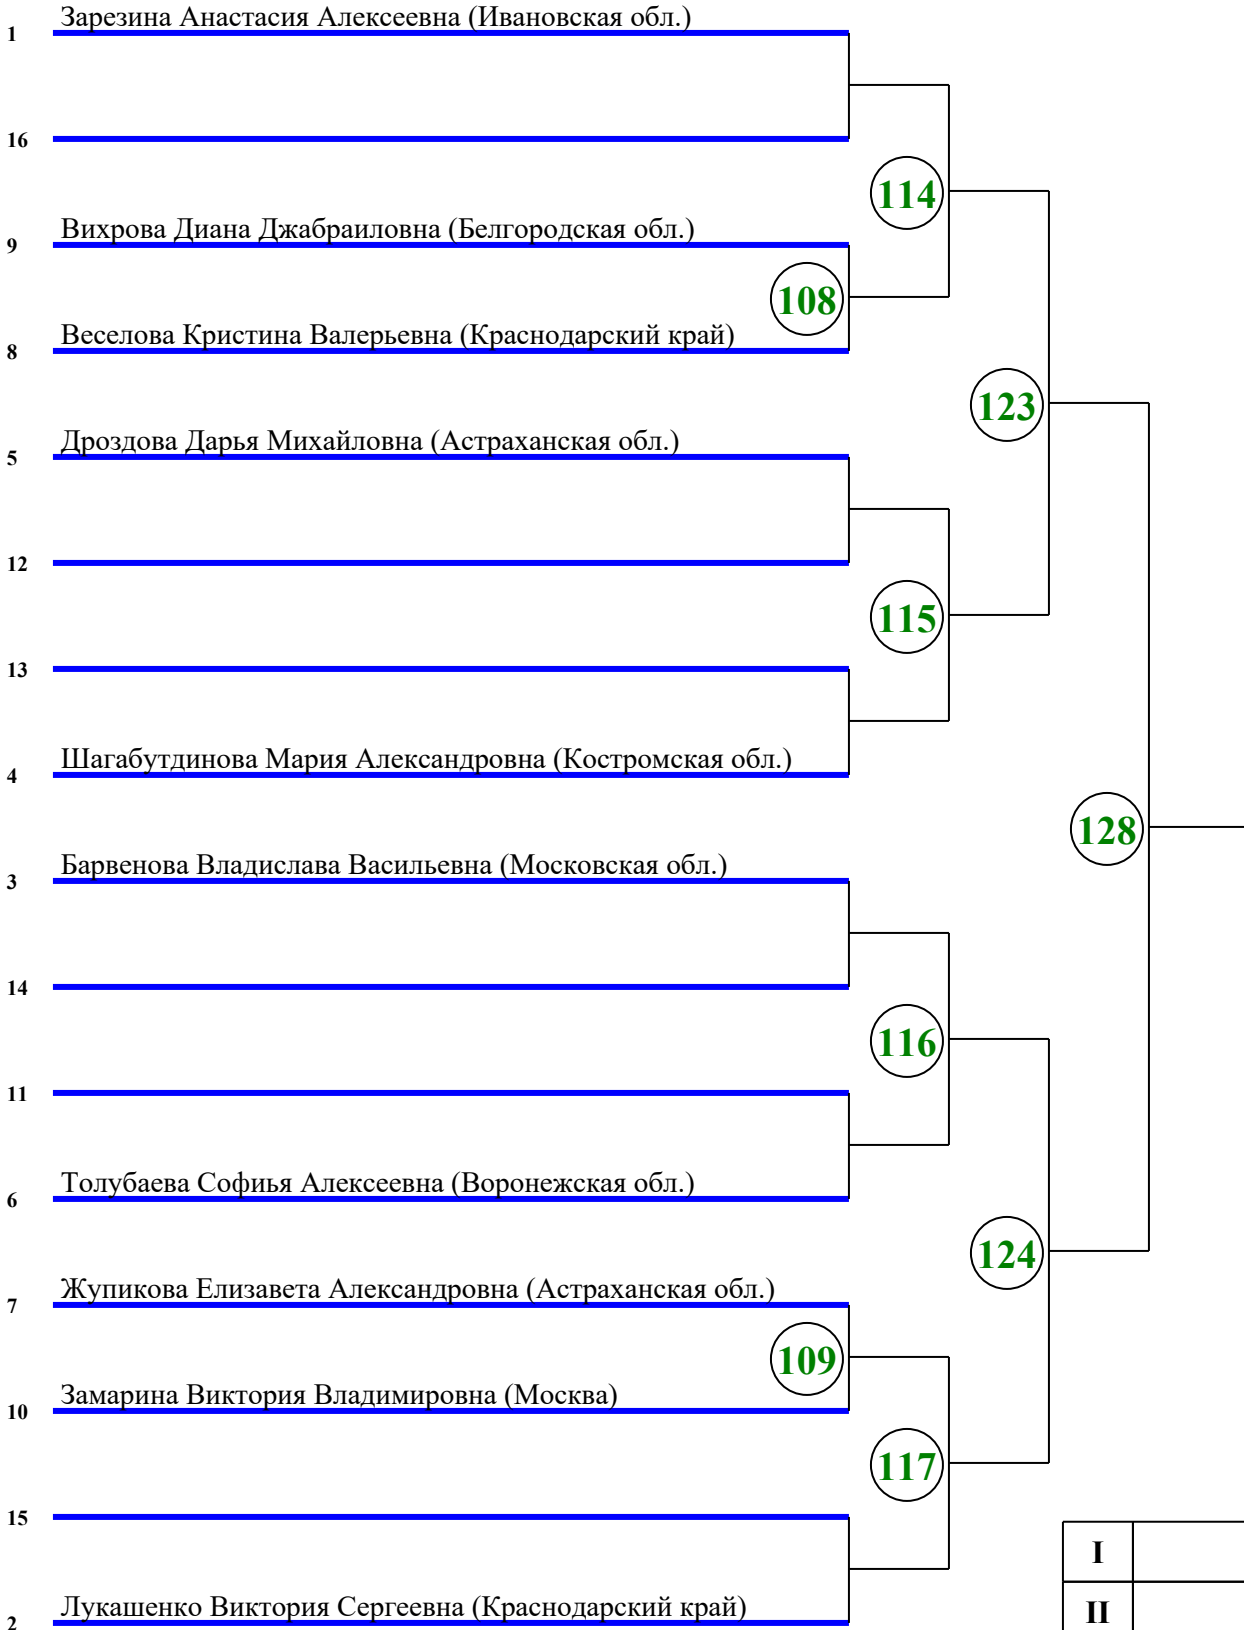 1 Зарезина Анастасия Алексеевна (Ивановская обл.)
16
114
9 Вихрова Диана Джабраиловна (Белгородская обл.)
108
8 Веселова Кристина Валерьевна (Краснодарский край)
123
5 Дроздова Дарья Михайловна (Астраханская обл.)
12
115
13
4 Шагабутдинова Мария Александровна (Костромская обл.)
128
3 Барвенова Владислава Васильевна (Московская обл.)
14
116
11
6 Толубаева Софиья Алексеевна (Воронежская обл.)
124
7 Жупикова Елизавета Александровна (Астраханская обл.)
109
10 Замарина Виктория Владимировна (Москва)
117
15
I
2 Лукашенко Виктория Сергеевна (Краснодарский край)
II